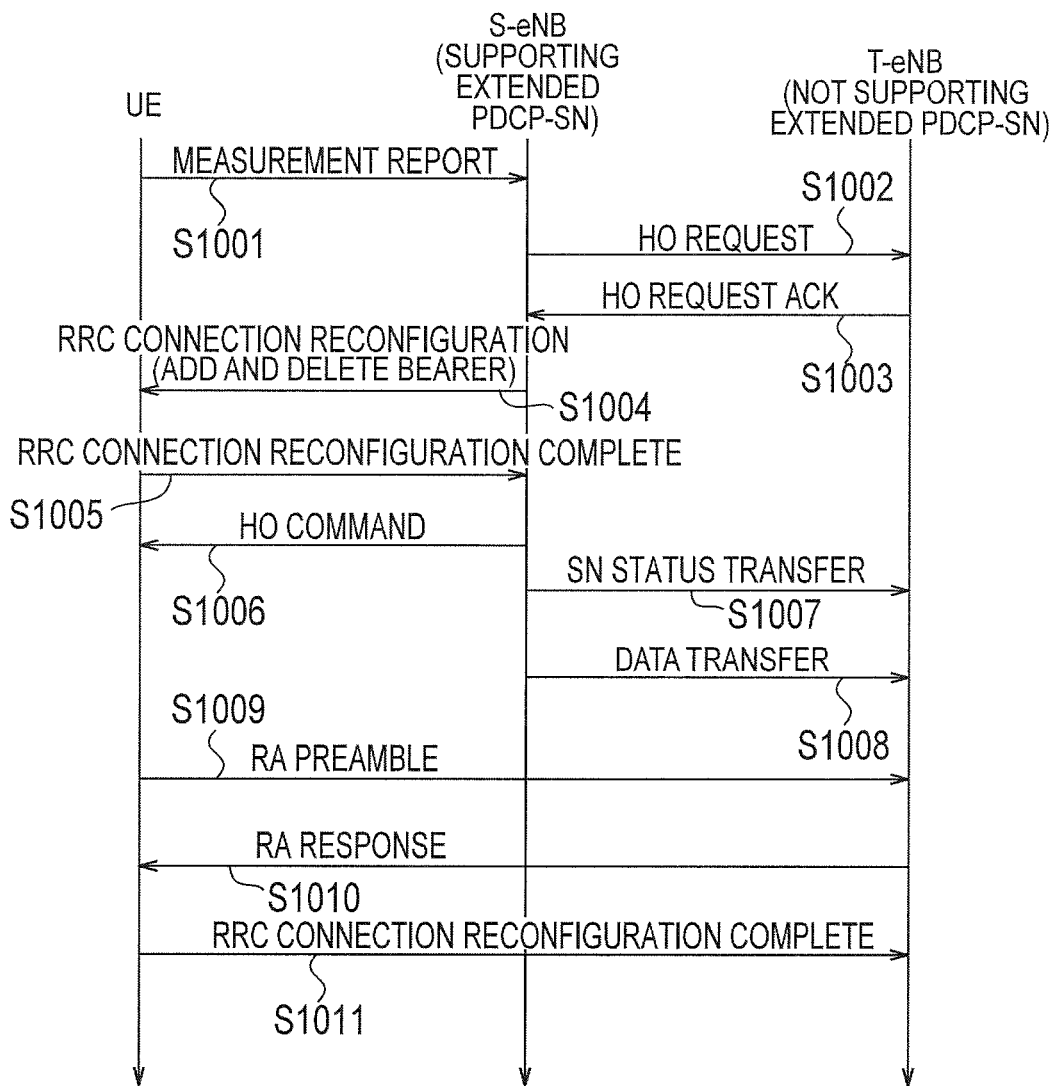 UE
S-eNB
(SUPPORTING
EXTENDED
PDCP-SN)
T-eNB
(NOT SUPPORTING
EXTENDED PDCP-SN)
MEASUREMENT REPORT
S1001
S1002
HO REQUEST
HO REQUEST ACK
S1003
RRC CONNECTION RECONFIGURATION
(ADD AND DELETE BEARER)
S1004
RRC CONNECTION RECONFIGURATION COMPLETE
S1005
HO COMMAND
S1006
SN STATUS TRANSFER
S1007
DATA TRANSFER
S1008
S1009
RA PREAMBLE
RA RESPONSE
S1010
RRC CONNECTION RECONFIGURATION COMPLETE
S1011